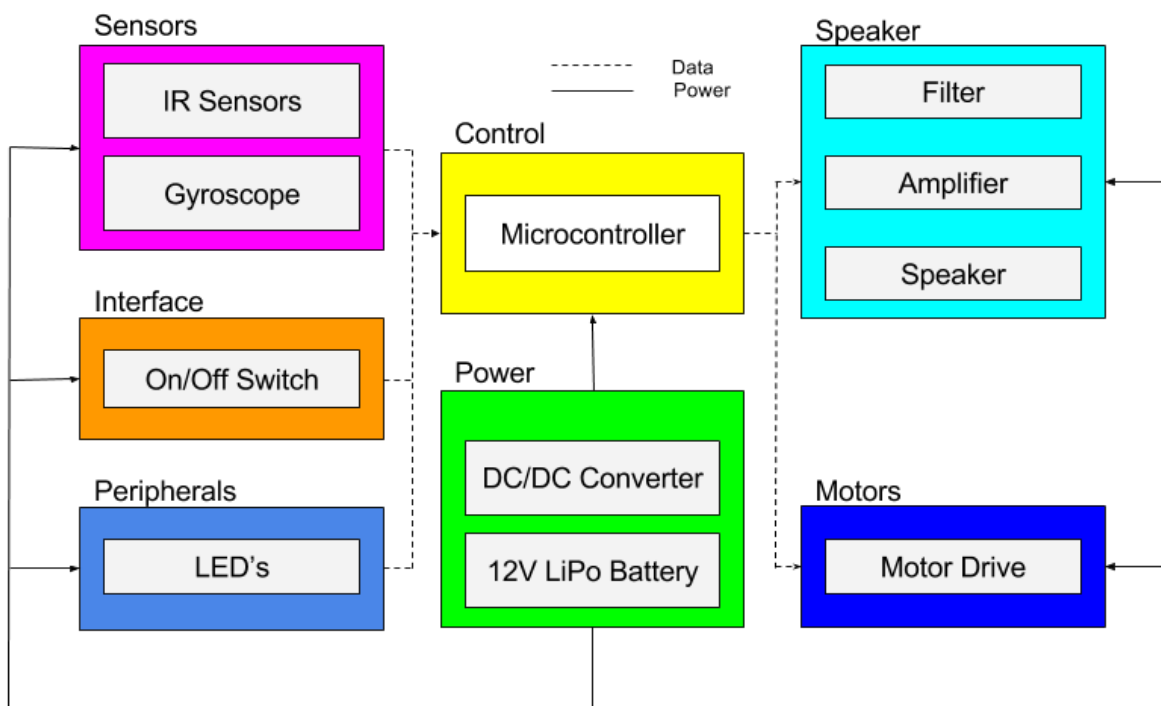 Sensors
IR Sensors
Gyroscope
Interface
On/Off Switch
Peripherals
LED’s
Data
Power
Control
Microcontroller
Power
DC/DC Converter
12V LiPo Battery
Speaker
Filter
Amplifier
Speaker
Motors
Motor Drive